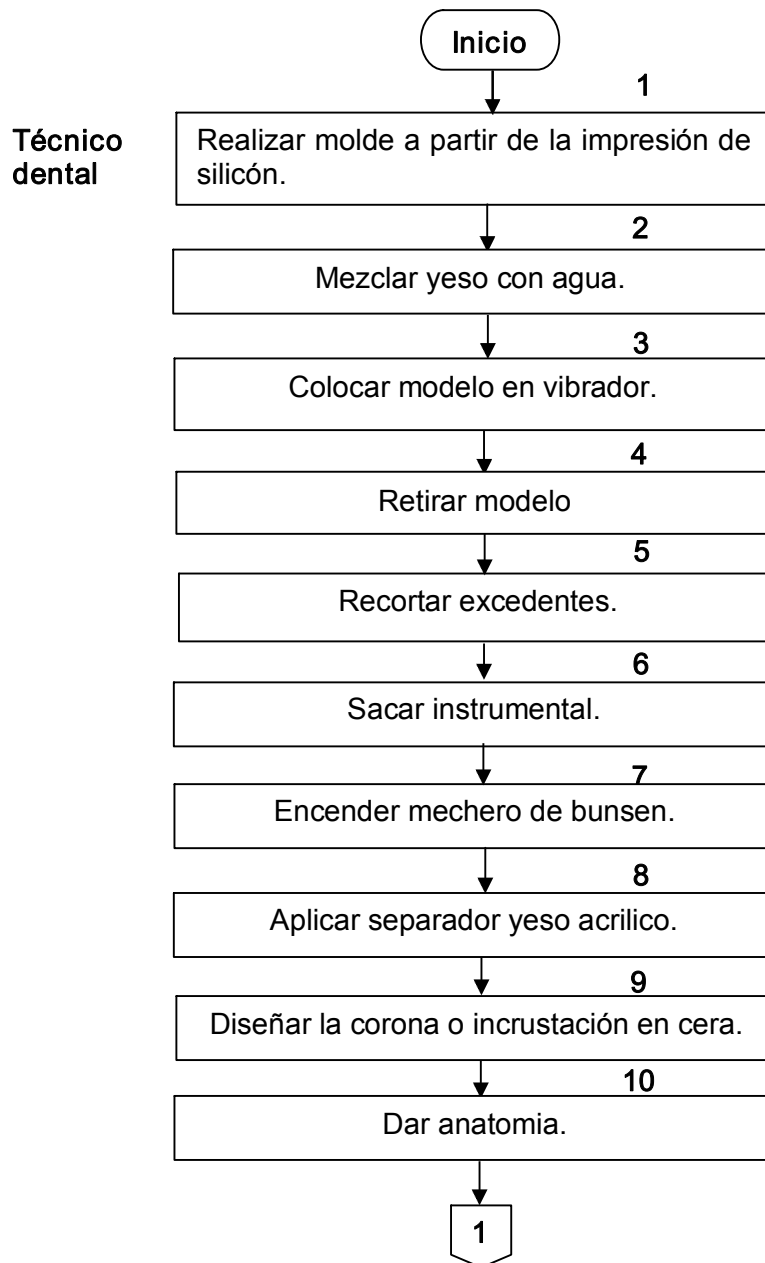 Inicio
1
Técnico
dental
Realizar molde a partir de la impresión de
silicón.
2
Mezclar yeso con agua.
3
Colocar modelo en vibrador.
4
Retirar modelo
5
Recortar excedentes.
6
Sacar instrumental.
7
Encender mechero de bunsen.
8
Aplicar separador yeso acrilico.
9
Diseñar la corona o incrustación en cera.
10
Dar anatomia.
1